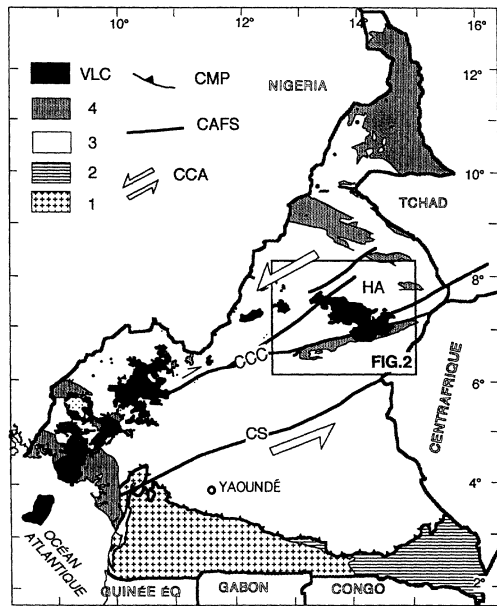 10° 12° 14° 16°
VLC
CMP
4
NIGERIA
12°
3
CAFS
2
CCA
1
10°
TCHAD
8°
HA
CCC
FIG.2
6°
CENTRAFRIQUE
CS
4°
YAOUNDÉ
OCÉAN
ATLANTIQUE
2°
GUINÉE ÉQ
GABON
CONGO